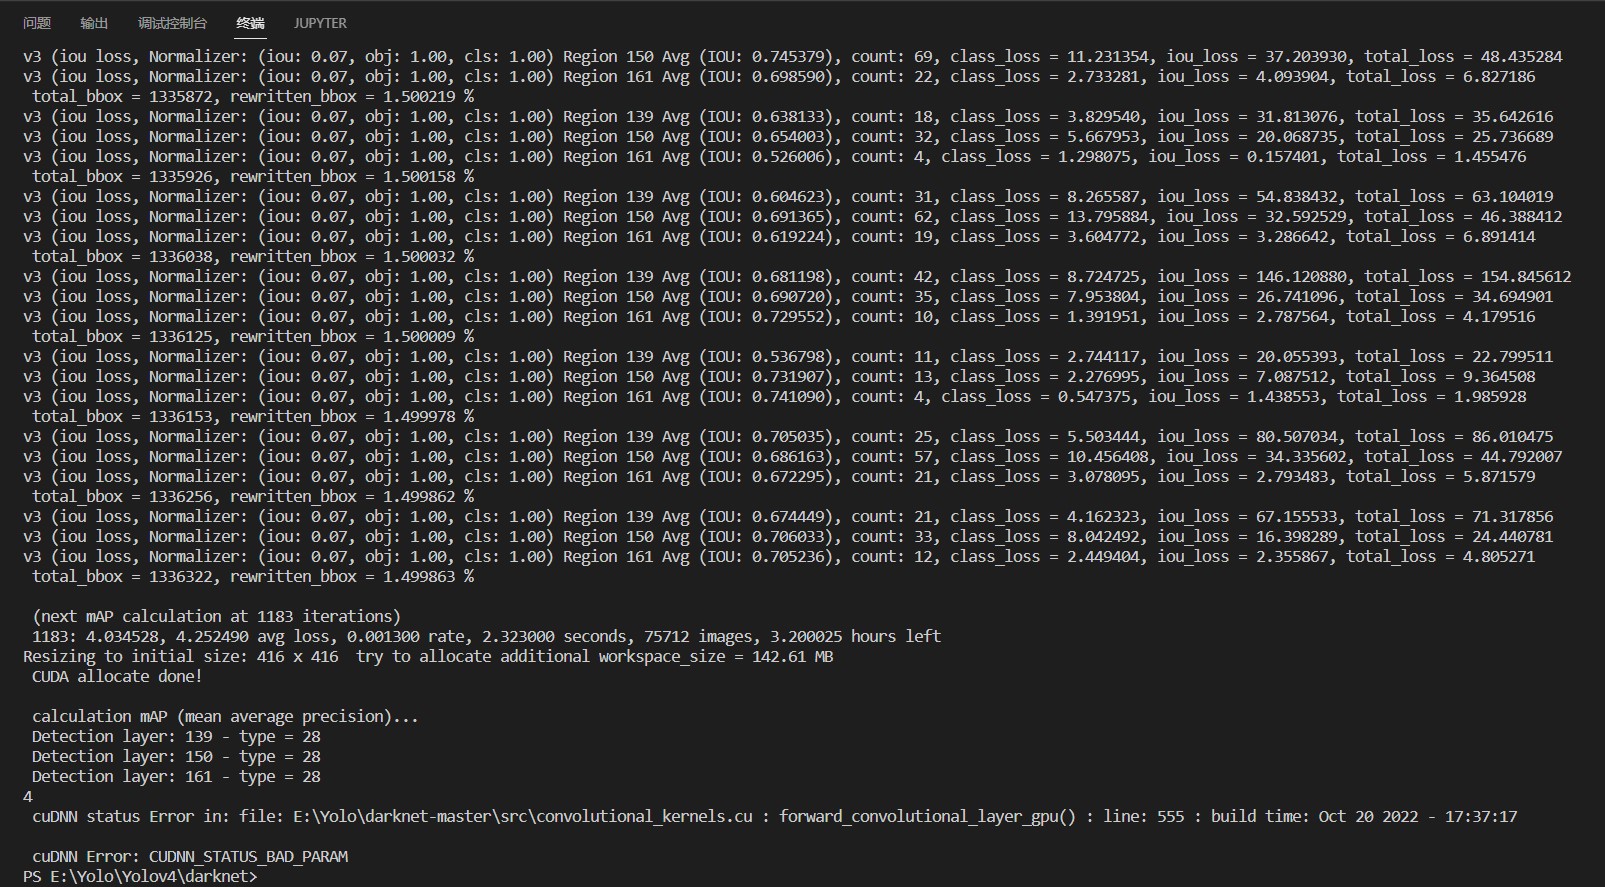 问题 输出 调试控制台 终端 JUPYTER
v3 (iou loss, Normalizer: (iou: 0.07, obj: 1.00, cls: 1.00) Region 150 Avg (IOU: 0.745379), count: 69, class_loss = 11.231354, iou_loss = 37.203930, total_loss = 48.435284
v3 (iou loss, Normalizer: (iou: 0.07, obj: 1.00, cls: 1.00) Region 161 Avg (IOU: 0.698590), count: 22, class_loss = 2.733281, iou_loss = 4.093904, total_loss = 6.827186
total_bbox = 1335872, rewritten_bbox = 1.500219 %
v3 (iou loss, Normalizer: (iou: 0.07, obj: 1.00, cls: 1.00) Region 139 Avg (IOU: 0.638133), count: 18, class_loss = 3.829540, iou_loss = 31.813076, total_loss = 35.642616
v3 (iou loss, Normalizer: (iou: 0.07, obj: 1.00, cls: 1.00) Region 150 Avg (IOU: 0.654003), count: 32, class_loss = 5.667953, iou_loss = 20.068735, total_loss = 25.736689
v3 (iou loss, Normalizer: (iou: 0.07, obj: 1.00, cls: 1.00) Region 161 Avg (IOU: 0.526006), count: 4, class_loss = 1.298075, iou_loss = 0.157401, total_loss = 1.455476
total_bbox = 1335926, rewritten_bbox = 1.500158 %
v3 (iou loss, Normalizer: (iou: 0.07, obj: 1.00, cls: 1.00) Region 139 Avg (IOU: 0.604623), count: 31, class_loss = 8.265587, iou_loss = 54.838432, total_loss = 63.104019
v3 (iou loss, Normalizer: (iou: 0.07, obj: 1.00, cls: 1.00) Region 150 Avg (IOU: 0.691365), count: 62, class_loss = 13.795884, iou_loss = 32.592529, total_loss = 46.388412
v3 (iou loss, Normalizer: (iou: 0.07, obj: 1.00, cls: 1.00) Region 161 Avg (IOU: 0.619224), count: 19, class_loss = 3.604772, iou_loss = 3.286642, total_loss = 6.891414
total_bbox = 1336038, rewritten_bbox = 1.500032 %
v3 (iou loss, Normalizer: (iou: 0.07, obj: 1.00, cls: 1.00) Region 139 Avg (IOU: 0.681198), count: 42, class_loss = 8.724725, iou_loss = 146.120880, total_loss = 154.845612
v3 (iou loss, Normalizer: (iou: 0.07, obj: 1.00, cls: 1.00) Region 150 Avg (IOU: 0.690720), count: 35, class_loss = 7.953804, iou_loss = 26.741096, total_loss = 34.694901
v3 (iou loss, Normalizer: (iou: 0.07, obj: 1.00, cls: 1.00) Region 161 Avg (IOU: 0.729552), count: 10, class_loss = 1.391951, iou_loss = 2.787564, total_loss = 4.179516
total_bbox = 1336125, rewritten_bbox = 1.500009 %
v3 (iou loss, Normalizer: (iou: 0.07, obj: 1.00, cls: 1.00) Region 139 Avg (IOU: 0.536798), count: 11, class_loss = 2.744117, iou_loss = 20.055393, total_loss = 22.799511
v3 (iou loss, Normalizer: (iou: 0.07, obj: 1.00, cls: 1.00) Region 150 Avg (IOU: 0.731907), count: 13, class_loss = 2.276995, iou_loss = 7.087512, total_loss = 9.364508
v3 (iou loss, Normalizer: (iou: 0.07, obj: 1.00, cls: 1.00) Region 161 Avg (IOU: 0.741090), count: 4, class_loss = 0.547375, iou_loss = 1.438553, total_loss = 1.985928
total_bbox = 1336153, rewritten_bbox = 1.499978 %
v3 (iou loss, Normalizer: (iou: 0.07, obj: 1.00, cls: 1.00) Region 139 Avg (IOU: 0.705035), count: 25, class_loss = 5.503444, iou_loss = 80.507034, total_loss = 86.010475
v3 (iou loss, Normalizer: (iou: 0.07, obj: 1.00, cls: 1.00) Region 150 Avg (IOU: 0.686163), count: 57, class_loss = 10.456408, iou_loss = 34.335602, total_loss = 44.792007
v3 (iou loss, Normalizer: (iou: 0.07, obj: 1.00, cls: 1.00) Region 161 Avg (IOU: 0.672295), count: 21, class_loss = 3.078095, iou_loss = 2.793483, total_loss = 5.871579
total_bbox = 1336256, rewritten_bbox = 1.499862 %
v3 (iou loss, Normalizer: (iou: 0.07, obj: 1.00, cls: 1.00) Region 139 Avg (IOU: 0.674449), count: 21, class_loss = 4.162323, iou_loss = 67.155533, total_loss = 71.317856
v3 (iou loss, Normalizer: (iou: 0.07, obj: 1.00, cls: 1.00) Region 150 Avg (IOU: 0.706033), count: 33, class_loss = 8.042492, iou_loss = 16.398289, total_loss = 24.440781
v3 (iou loss, Normalizer: (iou: 0.07, obj: 1.00, cls: 1.00) Region 161 Avg (IOU: 0.705236), count: 12, class_loss = 2.449404, iou_loss = 2.355867, total_loss = 4.805271
total_bbox = 1336322, rewritten_bbox = 1.499863 %
(next mAP calculation at 1183 iterations)
1183: 4.034528, 4.252490 avg loss, 0.001300 rate, 2.323000 seconds, 75712 images, 3.200025 hours left
Resizing to initial size: 416 x 416  try to allocate additional workspace_size = 142.61 MB
CUDA allocate done!
calculation mAP (mean average precision)...
Detection layer: 139 - type = 28
Detection layer: 150 - type = 28
Detection layer: 161 - type = 28
4
cuDNN status Error in: file: E:\Yolo\darknet-master\src\convolutional_kernels.cu : forward_convolutional_layer_gpu() : line: 555 : build time: Oct 20 2022 - 17:37:17
cuDNN Error: CUDNN_STATUS_BAD_PARAM
PS E:\Yolo\Yolov4\darknet>